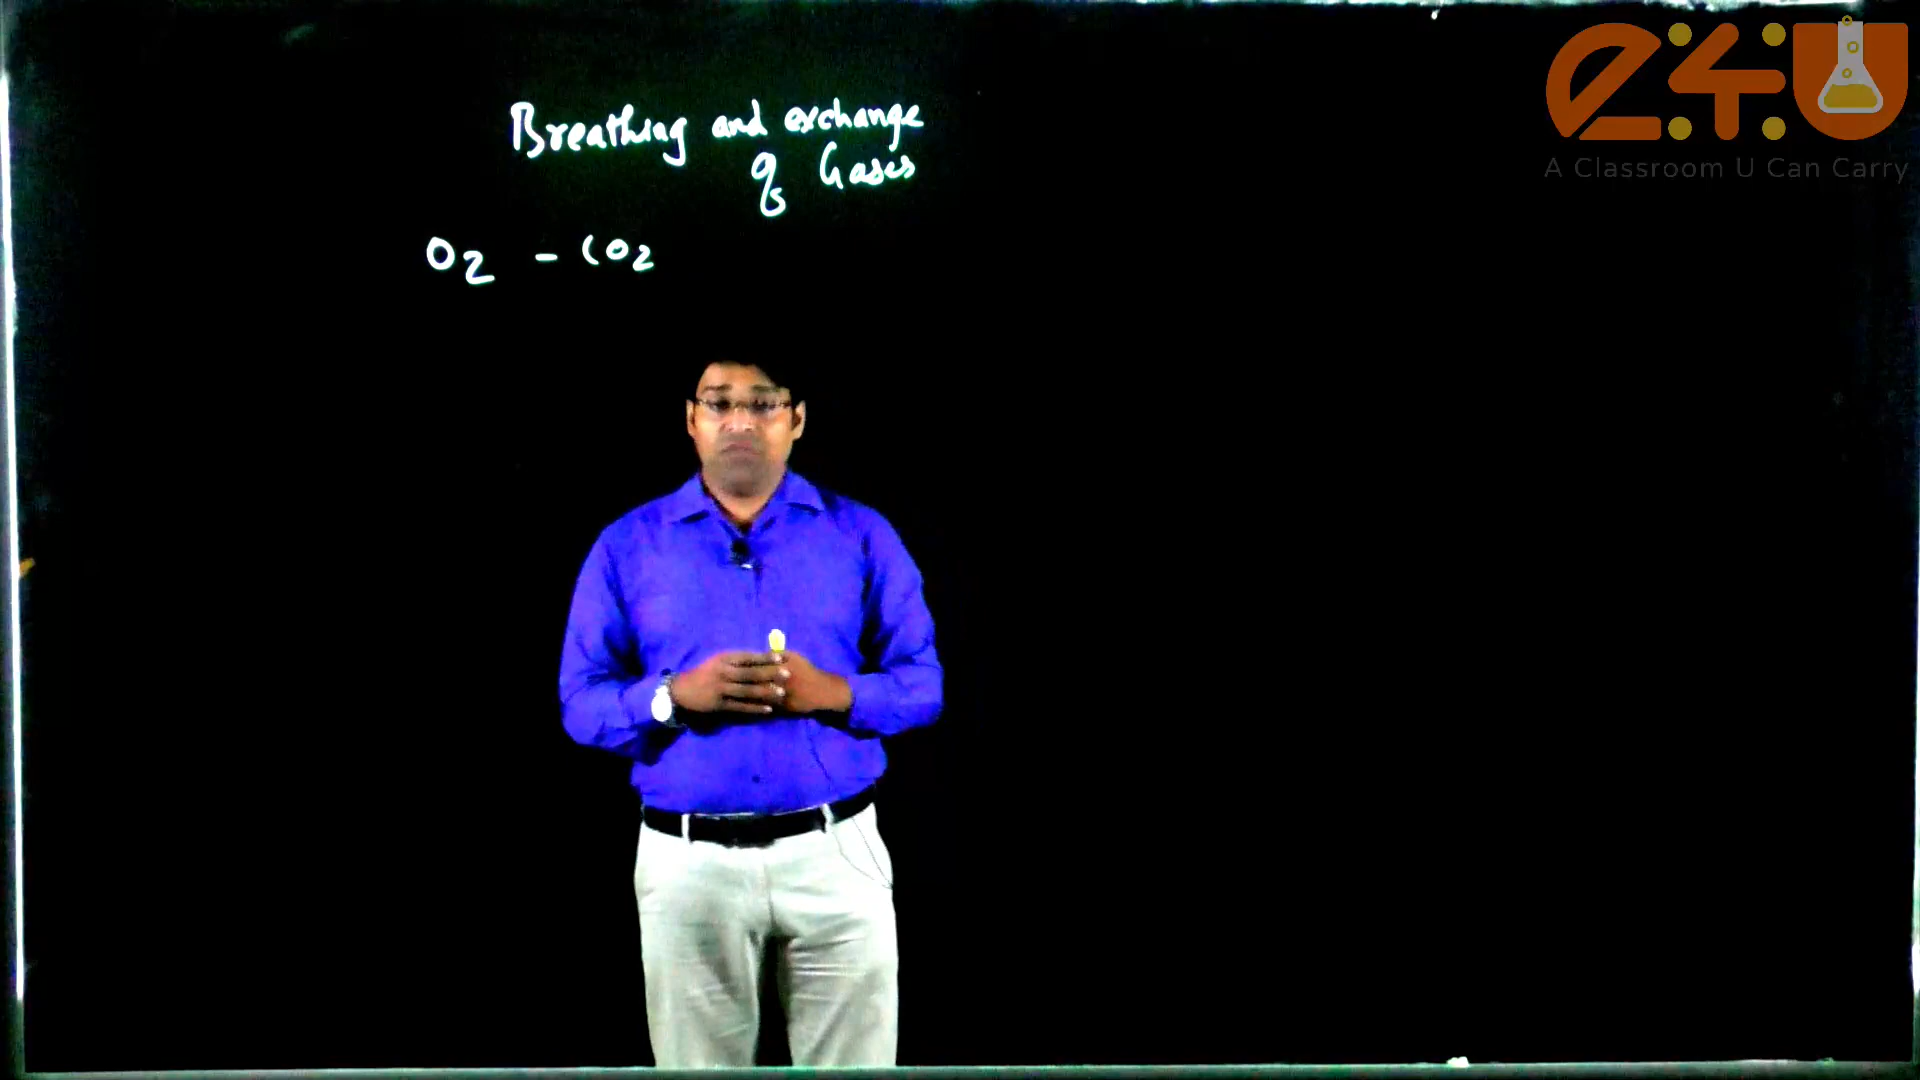 Breathing and exchange
of Gases
O2 - CO2
e4U
A Classroom U Can Carry